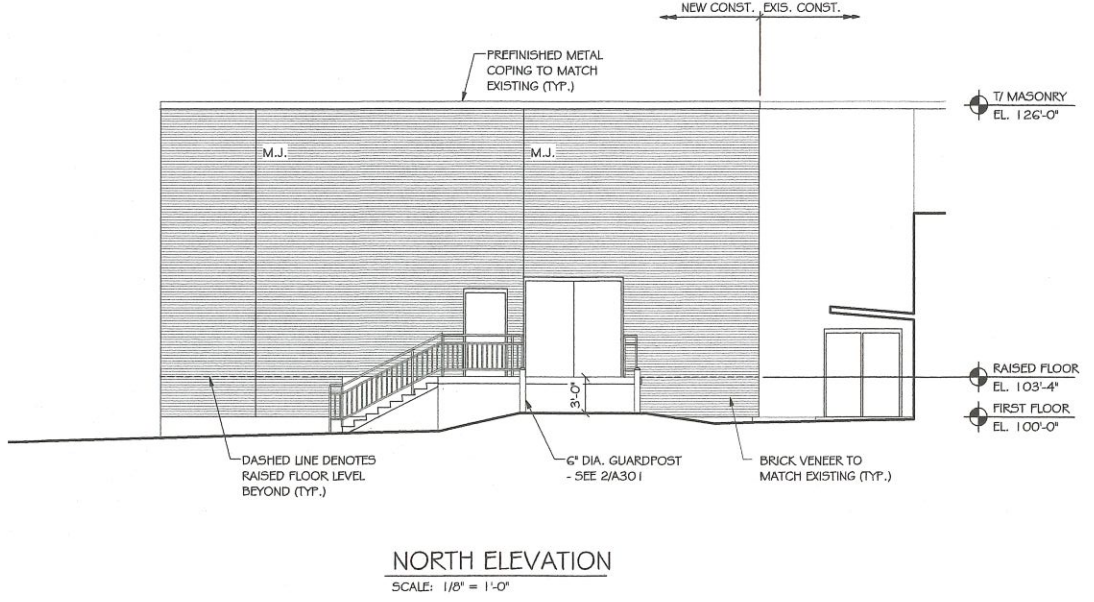 NEW CONST. EXIS. CONST.
PREFINISHED METAL
COPING TO MATCH
EXISTING (TYP.)
T/ MASONRY
EL. 126'-0"
M.J.
M.J.
RAISED FLOOR
EL. 103'-4"
3'-0"
FIRST FLOOR
EL. 100'-0"
DASHED LINE DENOTES
RAISED FLOOR LEVEL
BEYOND (TYP.)
6" DIA. GUARDPOST
- SEE 2/A301
BRICK VENEER TO
MATCH EXISTING (TYP.)
NORTH ELEVATION
SCALE: 1/8" = 1'-0"